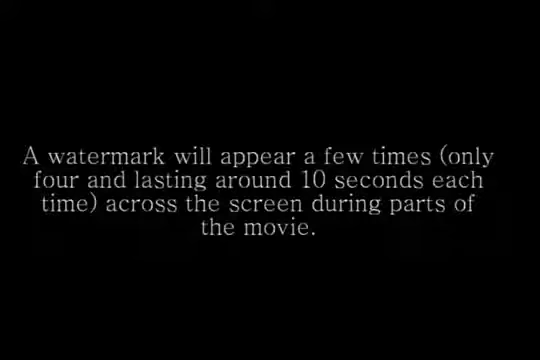 A watermark will appear a few times (only
four and lasting around 10 seconds each
time) across the screen during parts of
the movie.